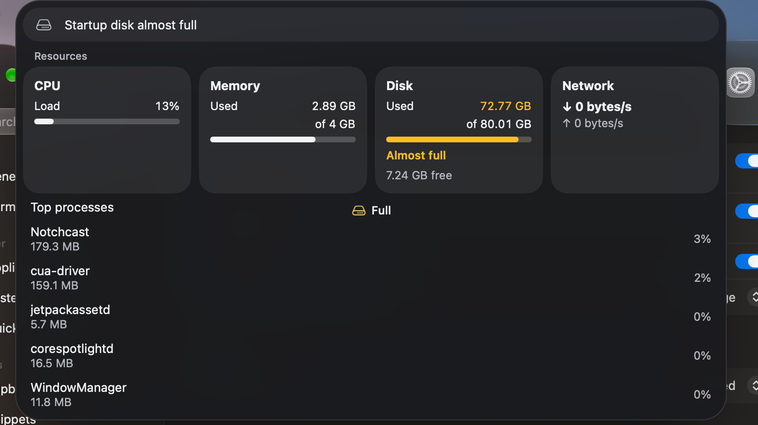 Startup disk almost full
Resources
CPU
Load 13%
Memory
Used 2.89 GB
of 4 GB
Disk
Used 72.77 GB
of 80.01 GB
Almost full
7.24 GB free
Network
↓ 0 bytes/s
↑ 0 bytes/s
Top processes
Full
Notchcast
179.3 MB
3%
cua-driver
159.1 MB
2%
jetpackassetd
5.7 MB
0%
corespotlightd
16.5 MB
0%
WindowManager
11.8 MB
0%